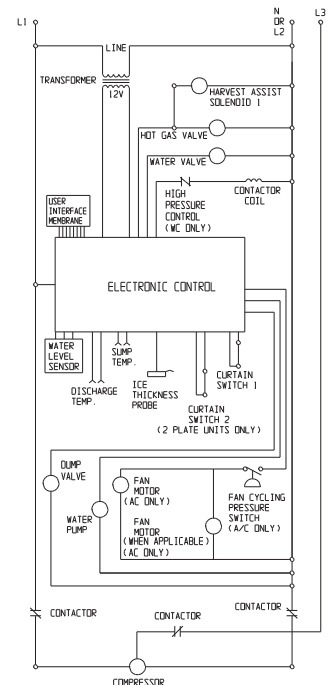 L1
N
OR
L2
L3
LINE
TRANSFORMER
12V
HARVEST ASSIST
SOLENOID 1
HOT GAS VALVE
WATER VALVE
HIGH
PRESSURE
CONTROL
(WC ONLY)
CONTACTOR
COIL
USER
INTERFACE
MEMBRANE
ELECTRONIC CONTROL
WATER
LEVEL
SENSOR
SUMP
TEMP.
DISCHARGE
TEMP.
ICE
THICKNESS
PROBE
CURTAIN
SWITCH 1
CURTAIN
SWITCH 2
(2 PLATE UNITS ONLY)
DUMP
VALVE
WATER
PUMP
FAN
MOTOR
(AC ONLY)
FAN
MOTOR
(WHEN APPLICABLE)
(AC ONLY)
FAN CYCLING
PRESSURE
SWITCH
(A/C ONLY)
CONTACTOR
CONTACTOR
CONTACTOR
COMPRESSOR